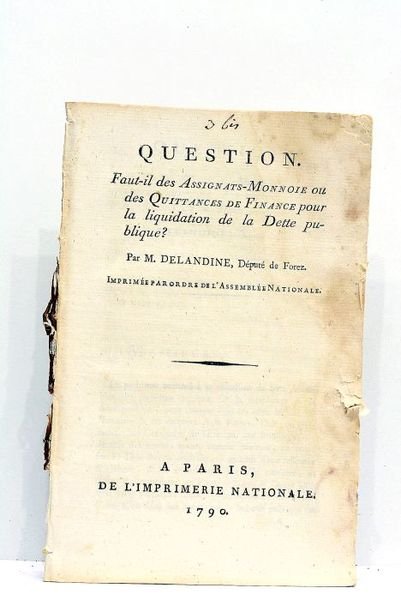 3 bis
QUESTION.
Faut-il des ASSIGNATS-MONNOIE ou
des QUITTANCES DE FINANCE pour
la liquidation de la Dette pu-
blique?
Par M. DELANDINE, Député de Forez.
IMPRIMÉE PAR ORDRE DE L'ASSEMBLÉE NATIONALE.
A PARIS,
DE L'IMPRIMERIE NATIONALE.
1790.